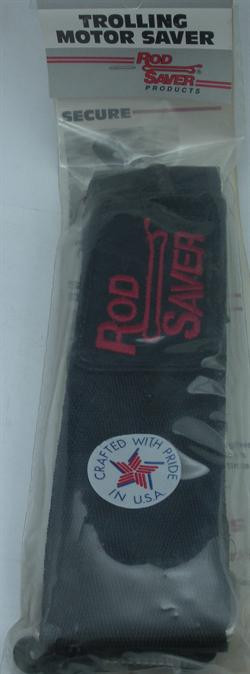 TROLLING
MOTOR SAVER
ROD
SAVER®
PRODUCTS
SECURE
ROD
SAVER
CRAFTED WITH PRIDE
IN U.S.A.